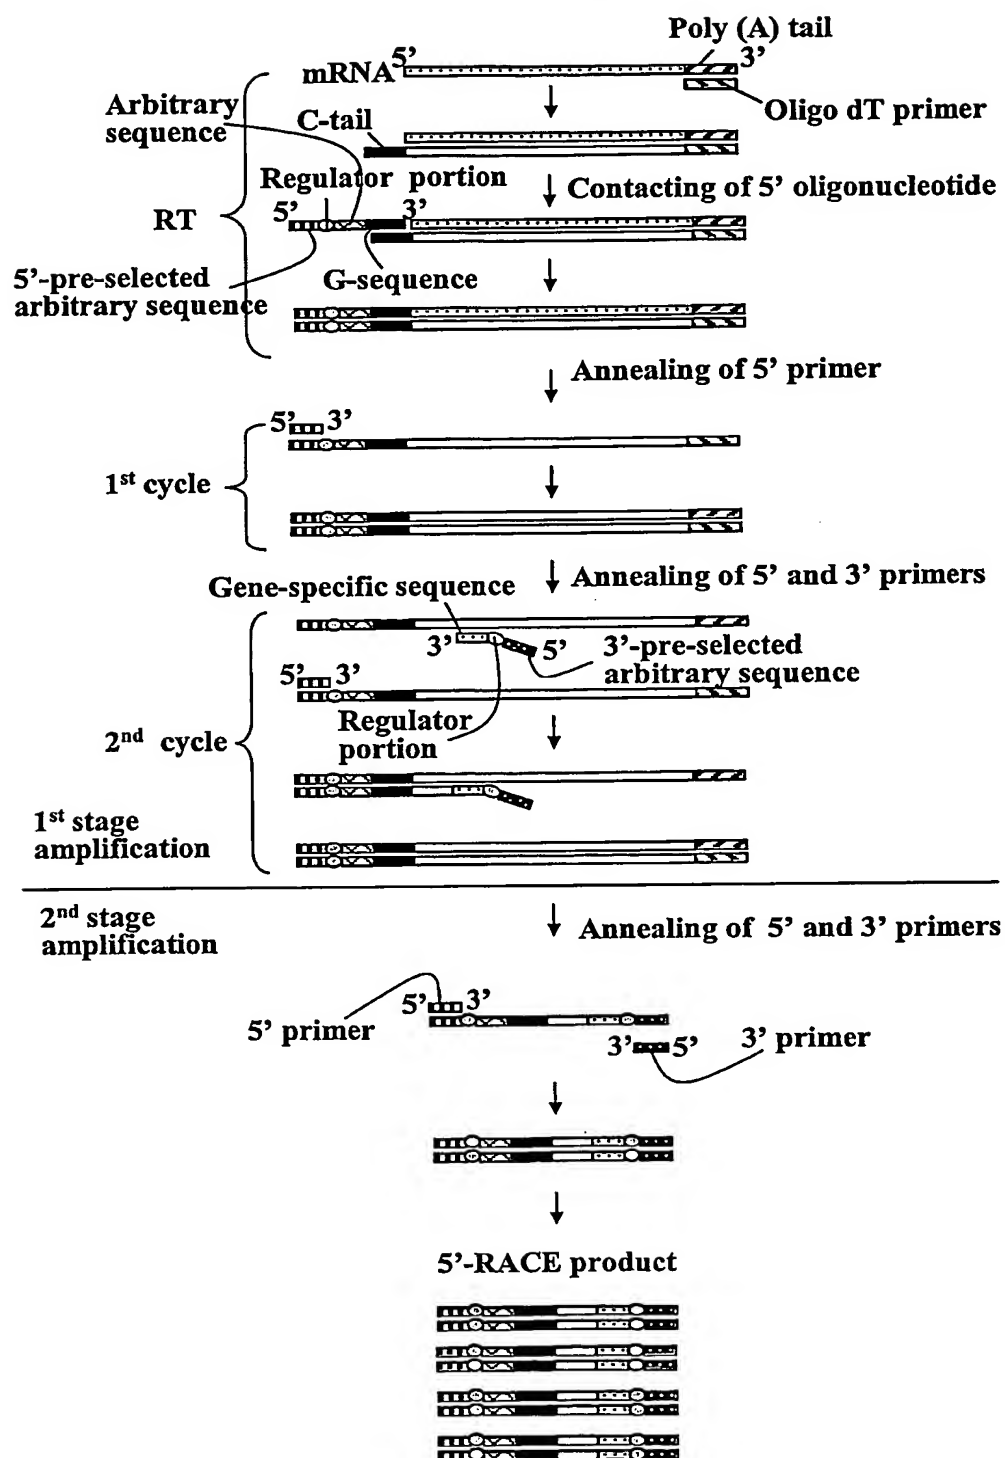 Poly (A) tail
5’ 3’
mRNA
Oligo dT primer
Arbitrary
sequence
C-tail
Regulator portion
Contacting of 5’ oligonucleotide
5’ 3’
RT
5’-pre-selected
arbitrary sequence
G-sequence
Annealing of 5’ primer
5’ 3’
1st cycle
Annealing of 5’ and 3’ primers
Gene-specific sequence
3’ 5’
3’-pre-selected
arbitrary sequence
5’ 3’
Regulator
portion
2nd cycle
1st stage
amplification
2nd stage
amplification
Annealing of 5’ and 3’ primers
5’ 3’
5’ primer
3’ 5’
3’ primer
5’-RACE product